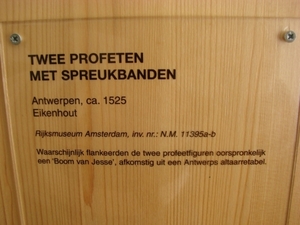 TWEE PROFETEN
MET SPREUKBANDEN
Antwerpen, ca. 1525
Eikenhout
Rijksmuseum Amsterdam, inv. nr.: N.M. 11395a-b
Waarschijnlijk flankeerden de twee profeetfiguren oorspronkelijk
een 'Boom van Jesse', afkomstig uit een Antwerps altaarretabel.